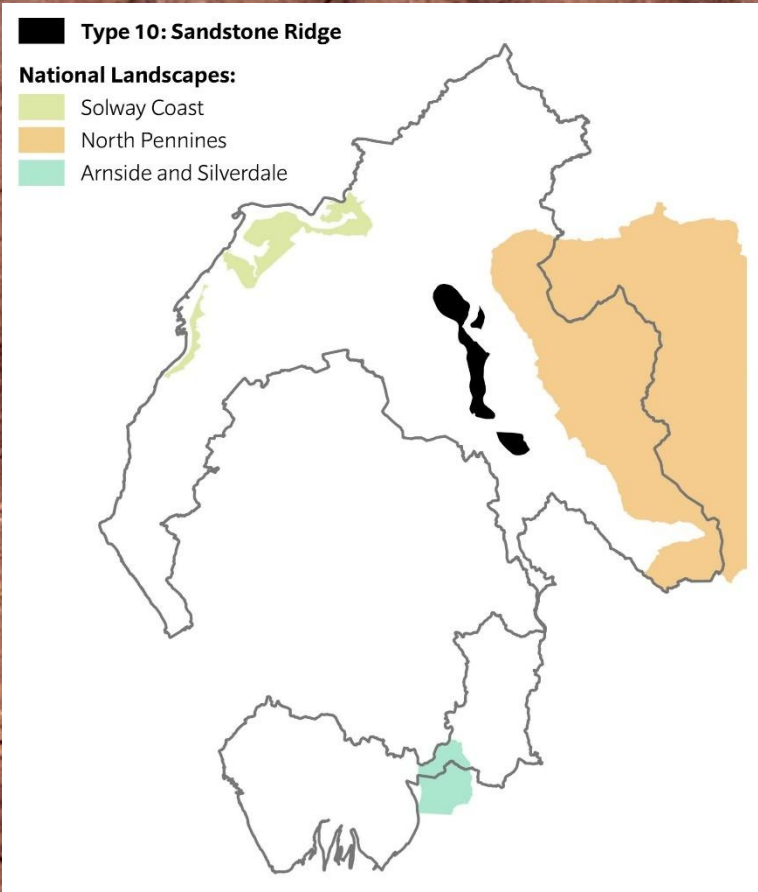 Type 10: Sandstone Ridge
National Landscapes:
Solway Coast
North Pennines
Arnside and Silverdale